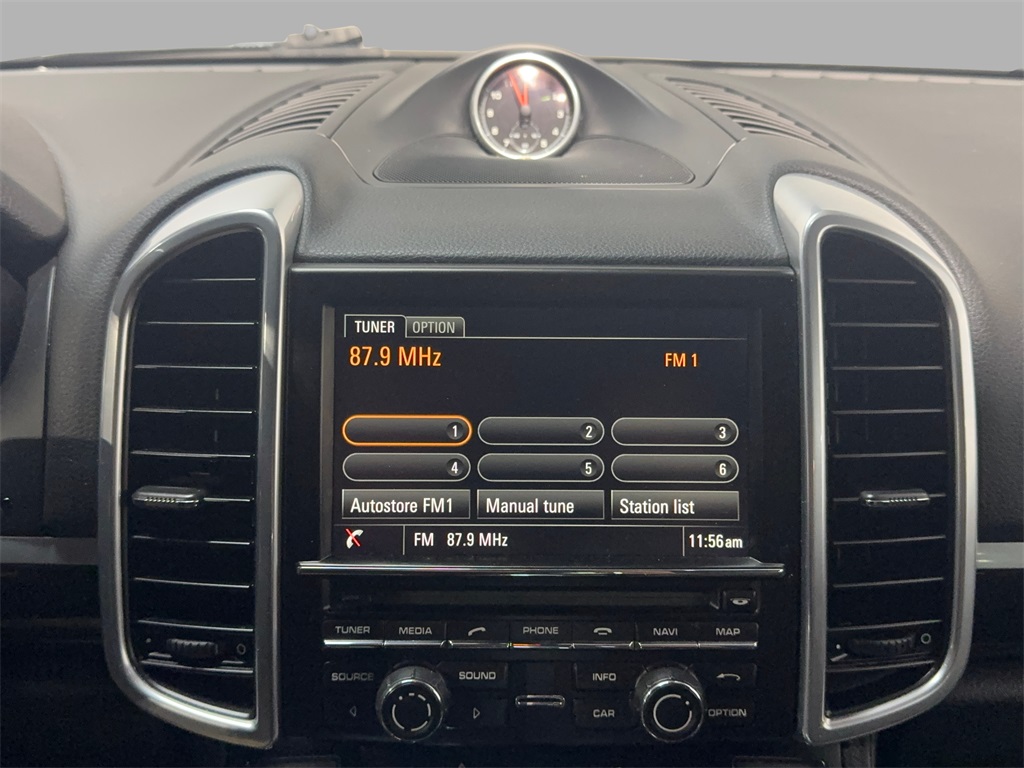 10
TUNER OPTION
87.9 MHz FM 1
1 2 3
4 5 6
Autostore FM1 Manual tune Station list
FM 87.9 MHz 11:56am
TUNER MEDIA PHONE NAVI MAP
SOURCE SOUND INFO
CAR OPTION